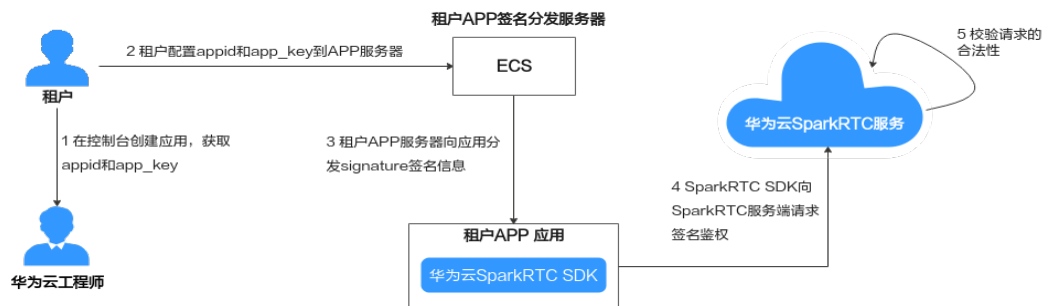 租户APP签名分发服务器
2 租户配置appid和app_key到APP服务器
ECS
5 校验请求的
合法性
租户
华为云SparkRTC服务
1 在控制台创建应用，获取
appid和app_key
3 租户APP服务器向应用分
发signature签名信息
4 SparkRTC SDK向
SparkRTC服务端请求
签名鉴权
租户APP 应用
华为云SparkRTC SDK
华为云工程师